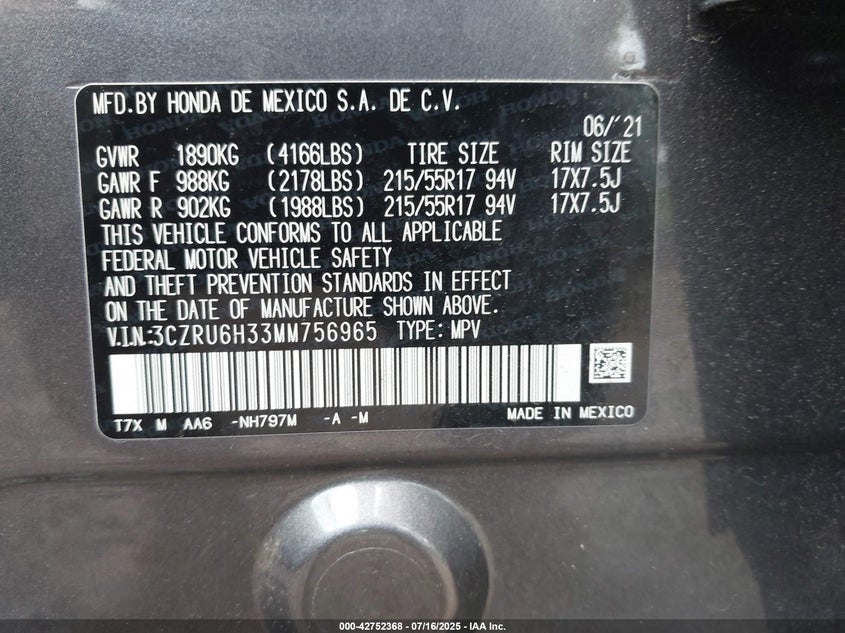 MFD.BY HONDA DE MEXICO S.A. DE C.V.
06/'21
GVWR 1890KG (4166LBS) TIRE SIZE RIM SIZE
GAWR F 988KG (2178LBS) 215/55R17 94V 17X7.5J
GAWR R 902KG (1988LBS) 215/55R17 94V 17X7.5J
THIS VEHICLE CONFORMS TO ALL APPLICABLE
FEDERAL MOTOR VEHICLE SAFETY
AND THEFT PREVENTION STANDARDS IN EFFECT
ON THE DATE OF MANUFACTURE SHOWN ABOVE.
V.I.N.:3CZRU6H33MM756965 TYPE: MPV
T7X M AA6 -NH797M -A -M MADE IN MEXICO
000-42752368 - 07/16/2025 - IAA Inc.